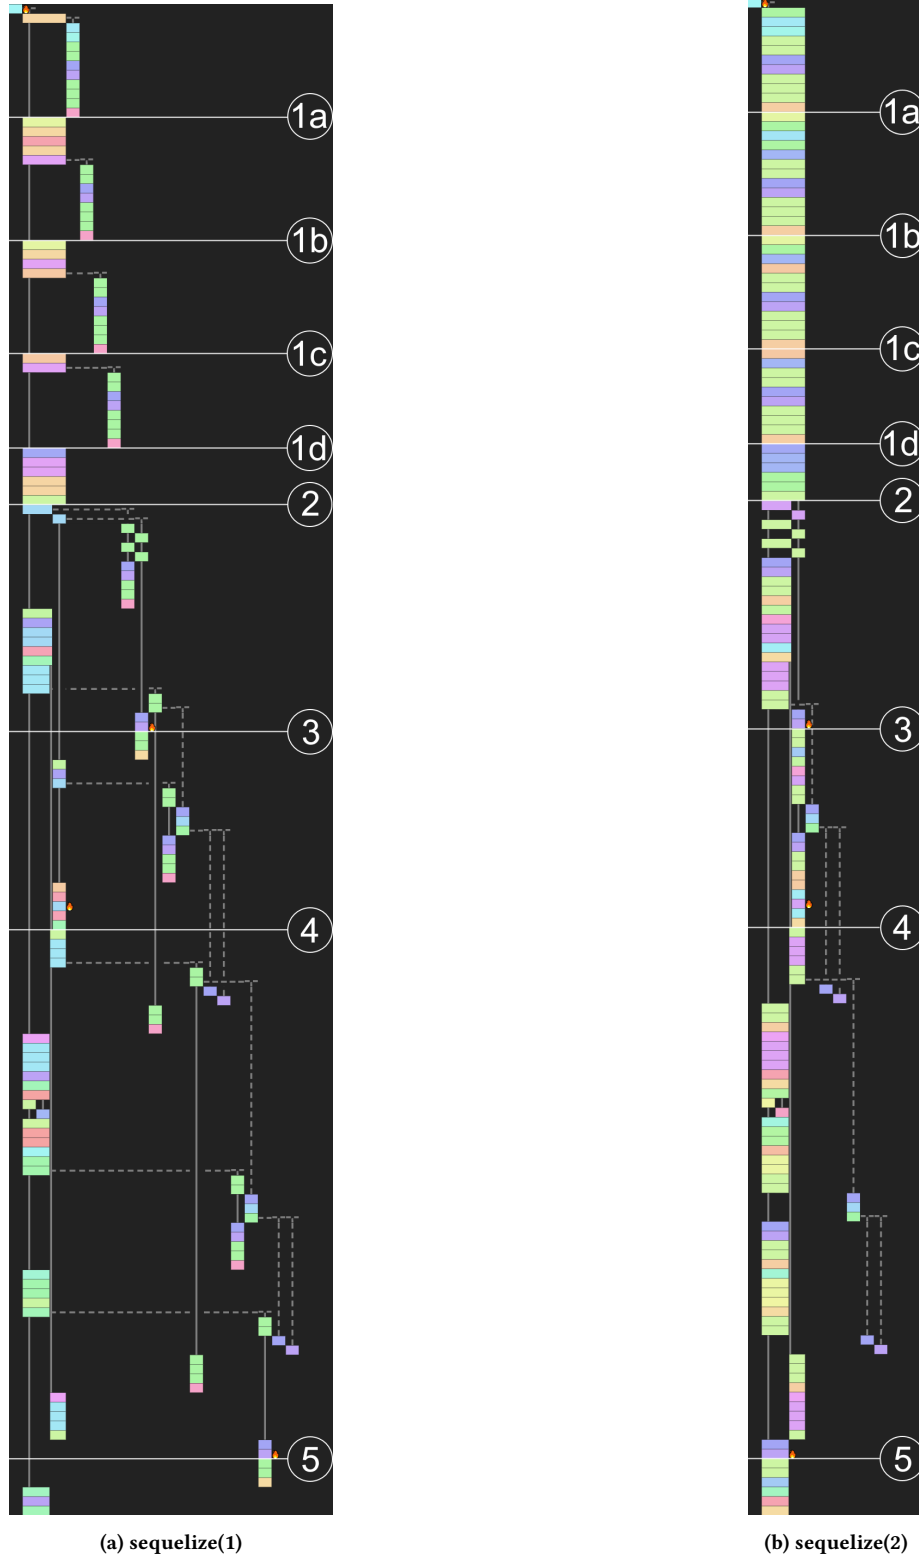 1a
1b
1c
1d
2
3
4
5
(a) sequelize(1)
1a
1b
1c
1d
2
3
4
5
(b) sequelize(2)